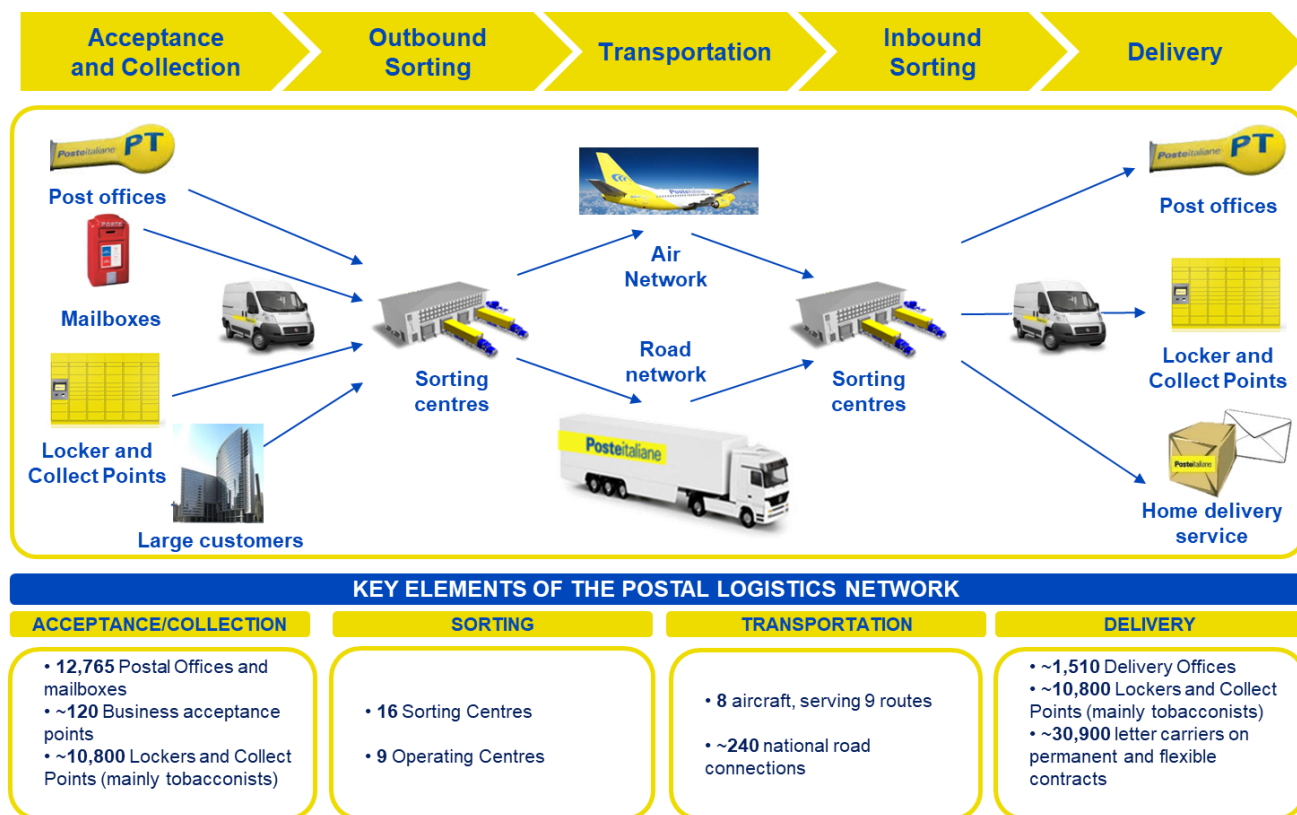 Acceptance
and Collection
Outbound
Sorting
Transportation
Inbound
Sorting
Delivery
Posteitaliane PT
Post offices
POSTE
Mailboxes
Locker and
Collect Points
Large customers
Sorting
centres
Posteitaliane
Air
Network
Road
network
Posteitaliane
Sorting
centres
Posteitaliane PT
Post offices
Locker and
Collect Points
Posteitaliane
Home delivery
service
KEY ELEMENTS OF THE POSTAL LOGISTICS NETWORK
ACCEPTANCE/COLLECTION
• 12,765 Postal Offices and
mailboxes
• ~120 Business acceptance
points
• ~10,800 Lockers and Collect
Points (mainly tobacconists)
SORTING
• 16 Sorting Centres
• 9 Operating Centres
TRANSPORTATION
• 8 aircraft, serving 9 routes
• ~240 national road
connections
DELIVERY
• ~1,510 Delivery Offices
• ~10,800 Lockers and Collect
Points (mainly tobacconists)
• ~30,900 letter carriers on
permanent and flexible
contracts